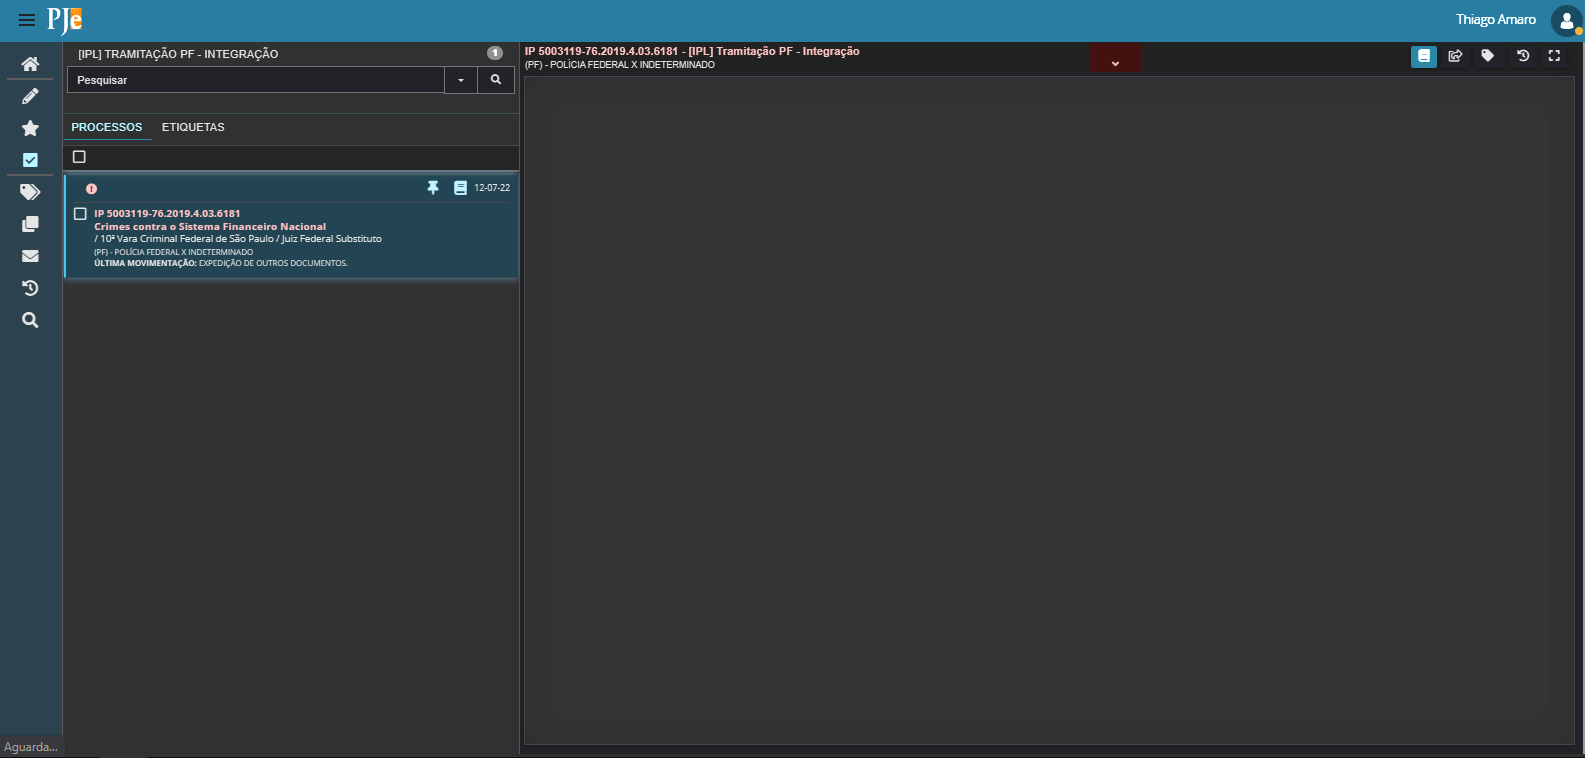 PJe
Thiago Amaro
[IPL] TRAMITAÇÃO PF - INTEGRAÇÃO
1
Pesquisar
PROCESSOS
ETIQUETAS
12-07-22
IP 5003119-76.2019.4.03.6181
Crimes contra o Sistema Financeiro Nacional
/ 10ª Vara Criminal Federal de São Paulo / Juiz Federal Substituto
(PF) - POLÍCIA FEDERAL X INDETERMINADO
ÚLTIMA MOVIMENTAÇÃO: EXPEDIÇÃO DE OUTROS DOCUMENTOS.
IP 5003119-76.2019.4.03.6181 - [IPL] Tramitação PF - Integração
(PF) - POLÍCIA FEDERAL X INDETERMINADO
Aguarda...